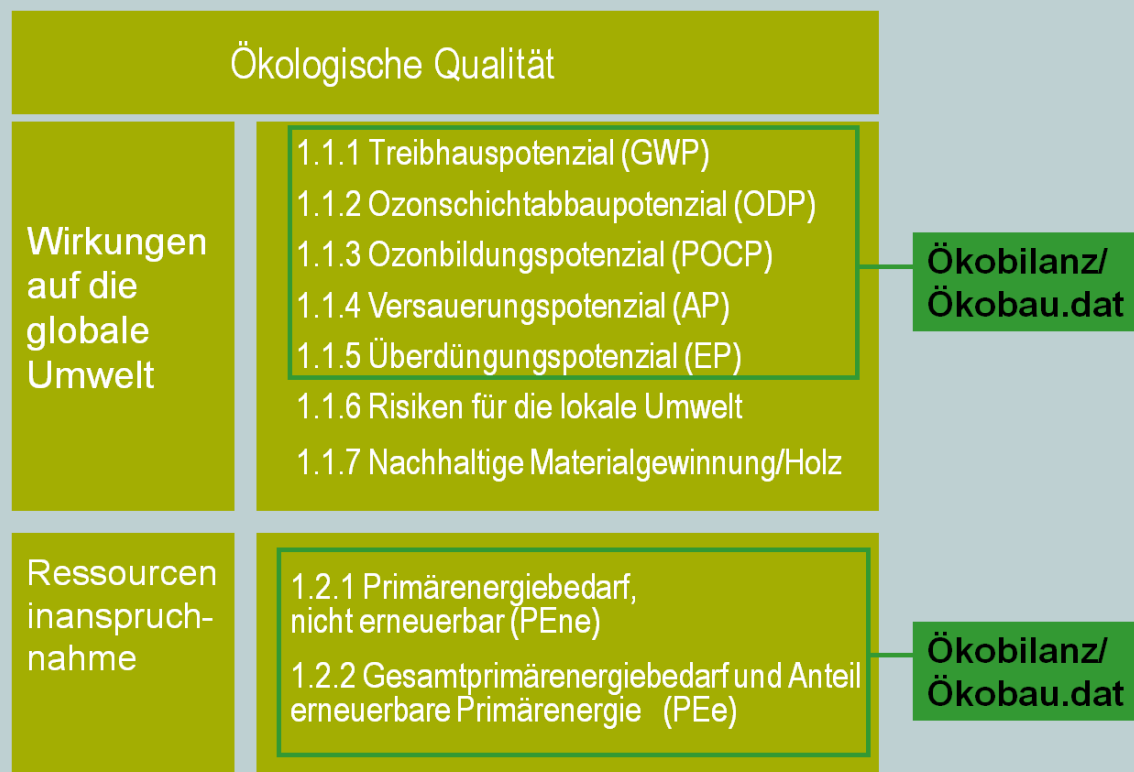 Ökologische Qualität
Wirkungen
auf die
globale
Umwelt
1.1.1 Treibhauspotenzial (GWP)
1.1.2 Ozonschichtabbaupotenzial (ODP)
1.1.3 Ozonbildungspotenzial (POCP)
1.1.4 Versauerungspotenzial (AP)
1.1.5 Überdüngungspotenzial (EP)
1.1.6 Risiken für die lokale Umwelt
1.1.7 Nachhaltige Materialgewinnung/Holz
Ökobilanz/
Ökobau.dat
Ressourcen
inanspruch-
nahme
1.2.1 Primärenergiebedarf,
nicht erneuerbar (PEne)
1.2.2 Gesamtprimärenergiebedarf und Anteil
erneuerbare Primärenergie (PEe)
Ökobilanz/
Ökobau.dat